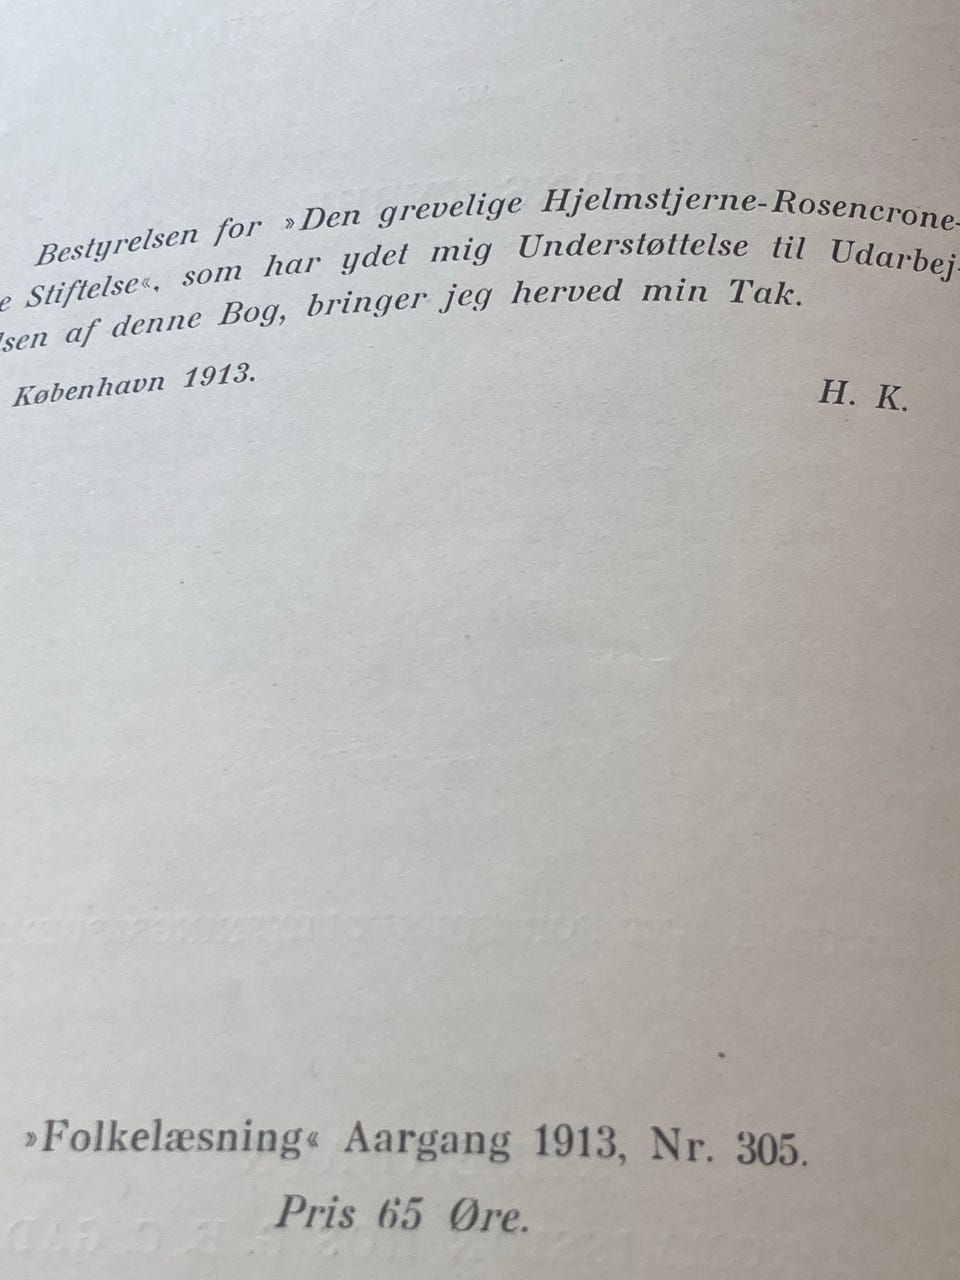 Bestyrelsen for »Den grevelige Hjelmstjerne-Rosencrone-
e Stiftelse«, som har ydet mig Understøttelse til Udarbej-
lsen af denne Bog, bringer jeg herved min Tak.
København 1913.
H. K.
»Folkelæsning« Aargang 1913, Nr. 305.
Pris 65 Øre.